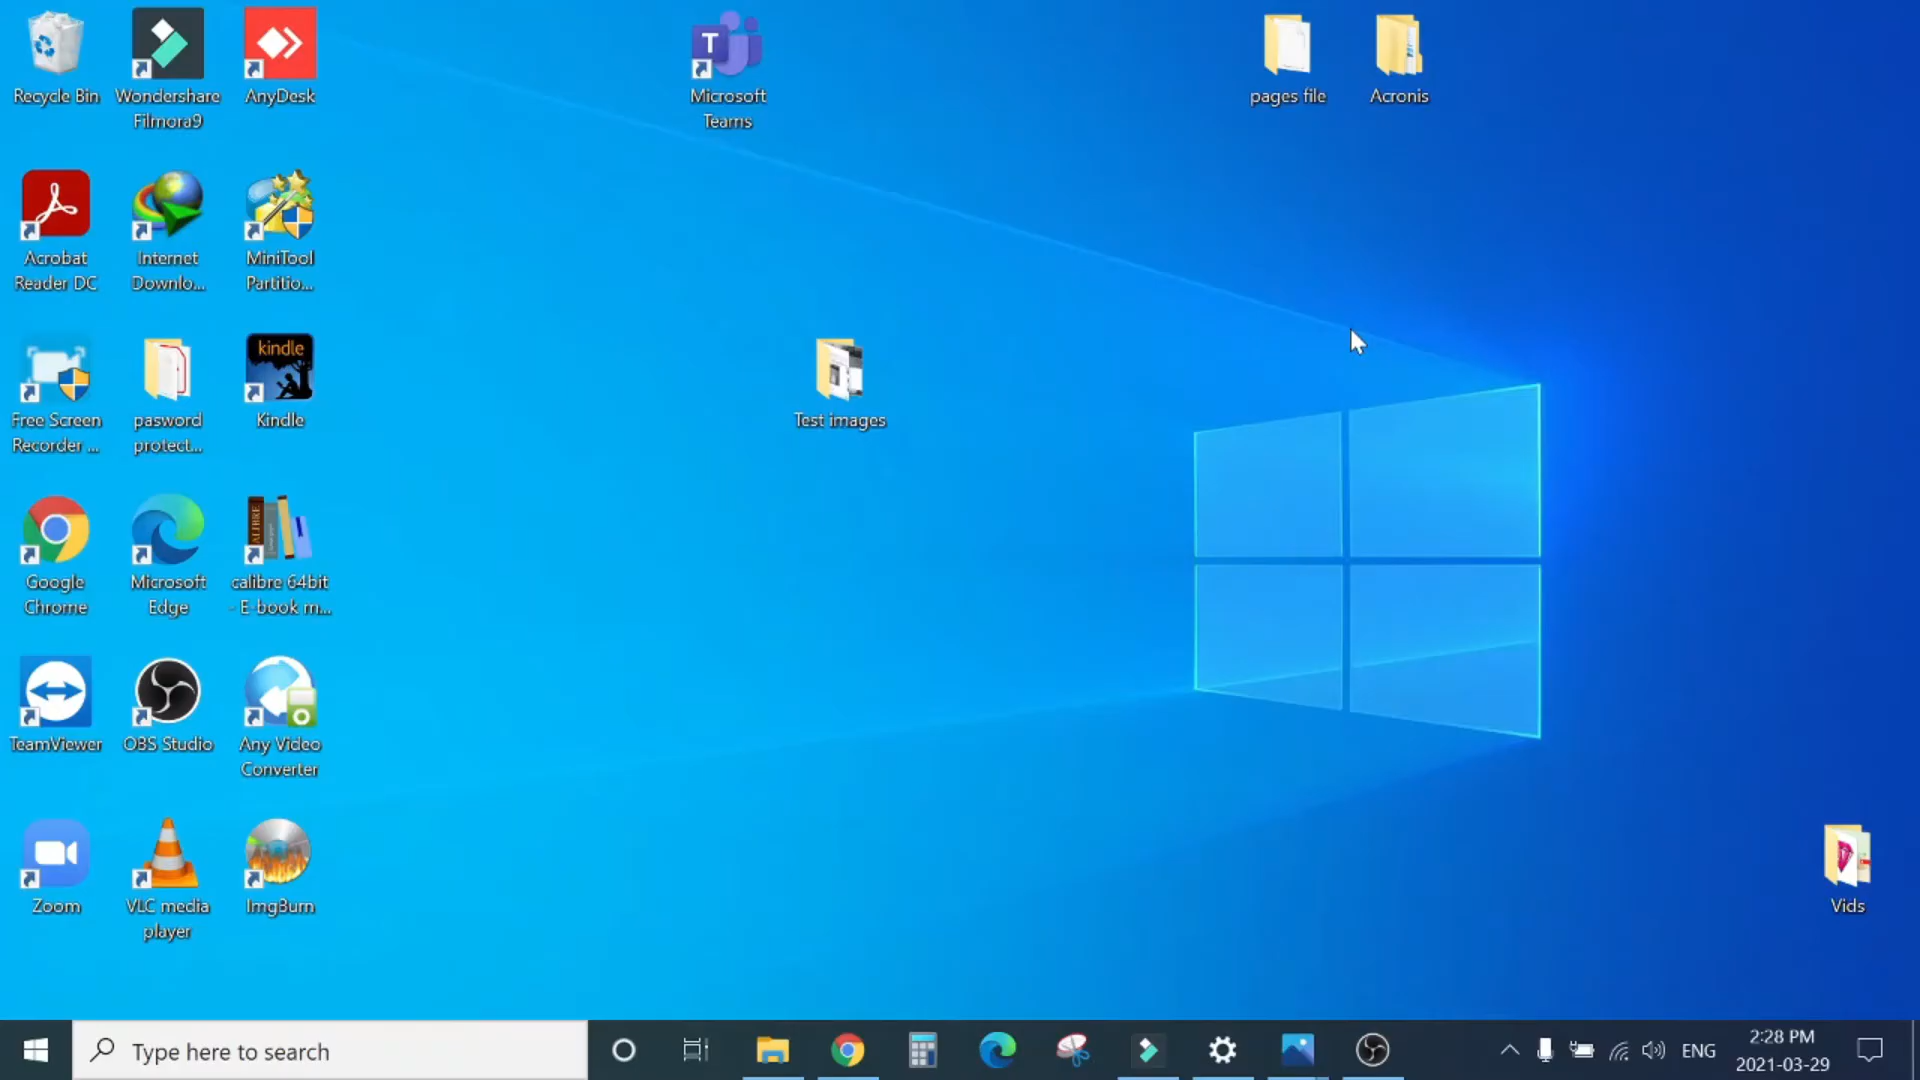 Recycle Bin
Wondershare
Filmora9
AnyDesk
T
Microsoft
Teams
pages file
Acronis
Acrobat
Reader DC
Internet
Downlo...
MiniTool
Partitio...
Free Screen
Recorder ...
pasword
protect...
kindle
Kindle
Test images
Google
Chrome
Microsoft
Edge
CALIBRE
calibre 64bit
- E-book m...
TeamViewer
OBS Studio
Any Video
Converter
Zoom
VLC media
player
ImgBurn
Vids
Type here to search
ENG
2:28 PM
2021-03-29